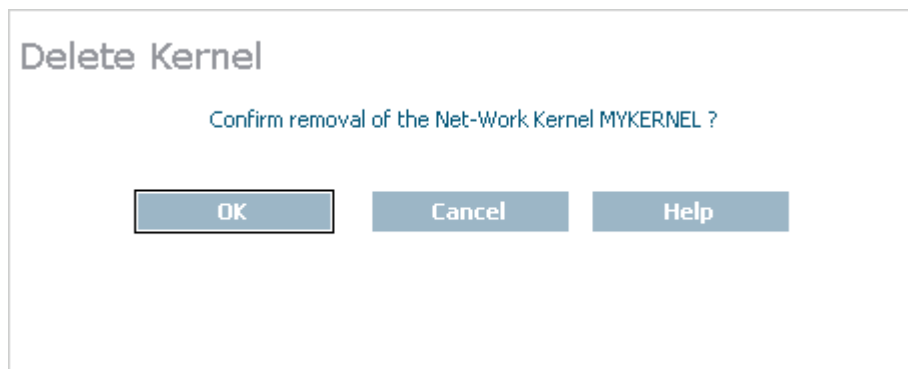 Delete Kernel
Confirm removal of the Net-Work Kernel MYKERNEL ?
OK Cancel Help